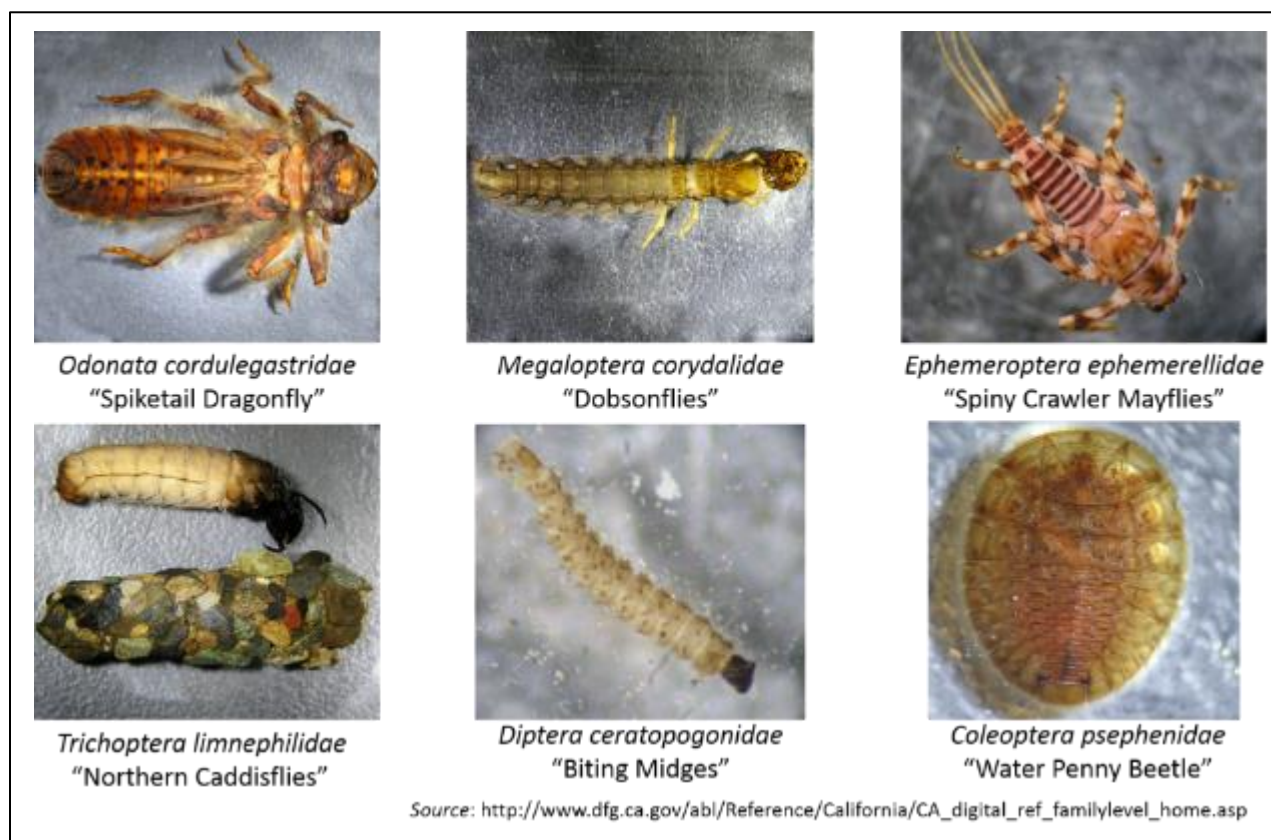 Odonata cordulegastridae
“Spiketail Dragonfly”
Megaloptera corydalidae
“Dobsonflies”
Ephemeroptera ephemerellidae
“Spiny Crawler Mayflies”
Trichoptera limnephilidae
“Northern Caddisflies”
Diptera ceratopogonidae
“Biting Midges”
Coleoptera psephenidae
“Water Penny Beetle”
Source: http://www.dfg.ca.gov/abl/Reference/California/CA_digital_ref_familylevel_home.asp